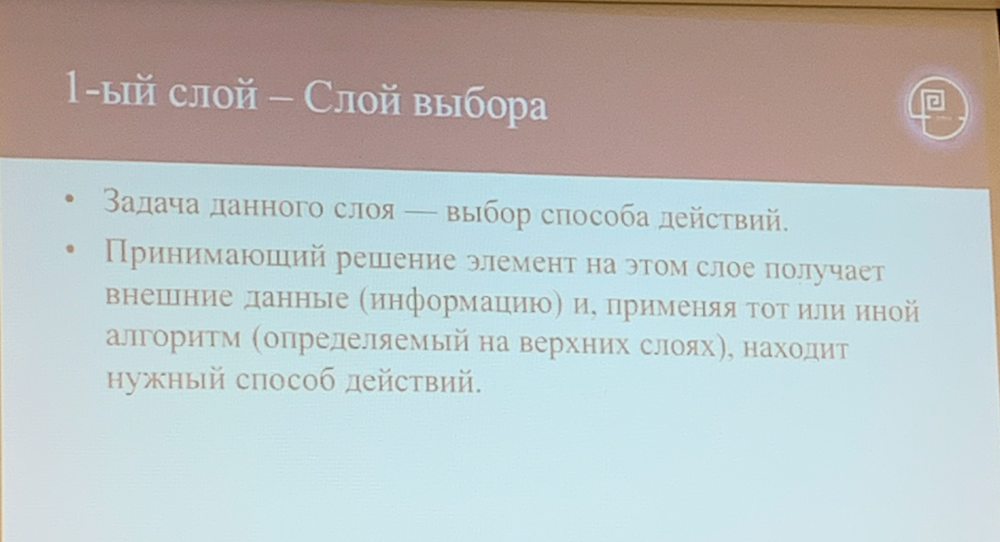 1-ый слой – Слой выбора
• Задача данного слоя — выбор способа действий.
• Принимающий решение элемент на этом слое получает
внешние данные (информацию) и, применяя тот или иной
алгоритм (определяемый на верхних слоях), находит
нужный способ действий.